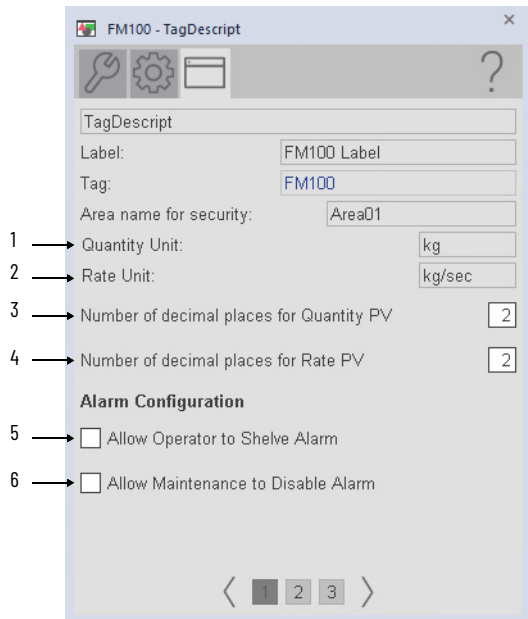 FM100 - TagDescript
TagDescript
Label: FM100 Label
Tag: FM100
Area name for security: Area01
1 Quantity Unit: kg
2 Rate Unit: kg/sec
3 Number of decimal places for Quantity PV 2
4 Number of decimal places for Rate PV 2
Alarm Configuration
5 Allow Operator to Shelve Alarm
6 Allow Maintenance to Disable Alarm
1 2 3